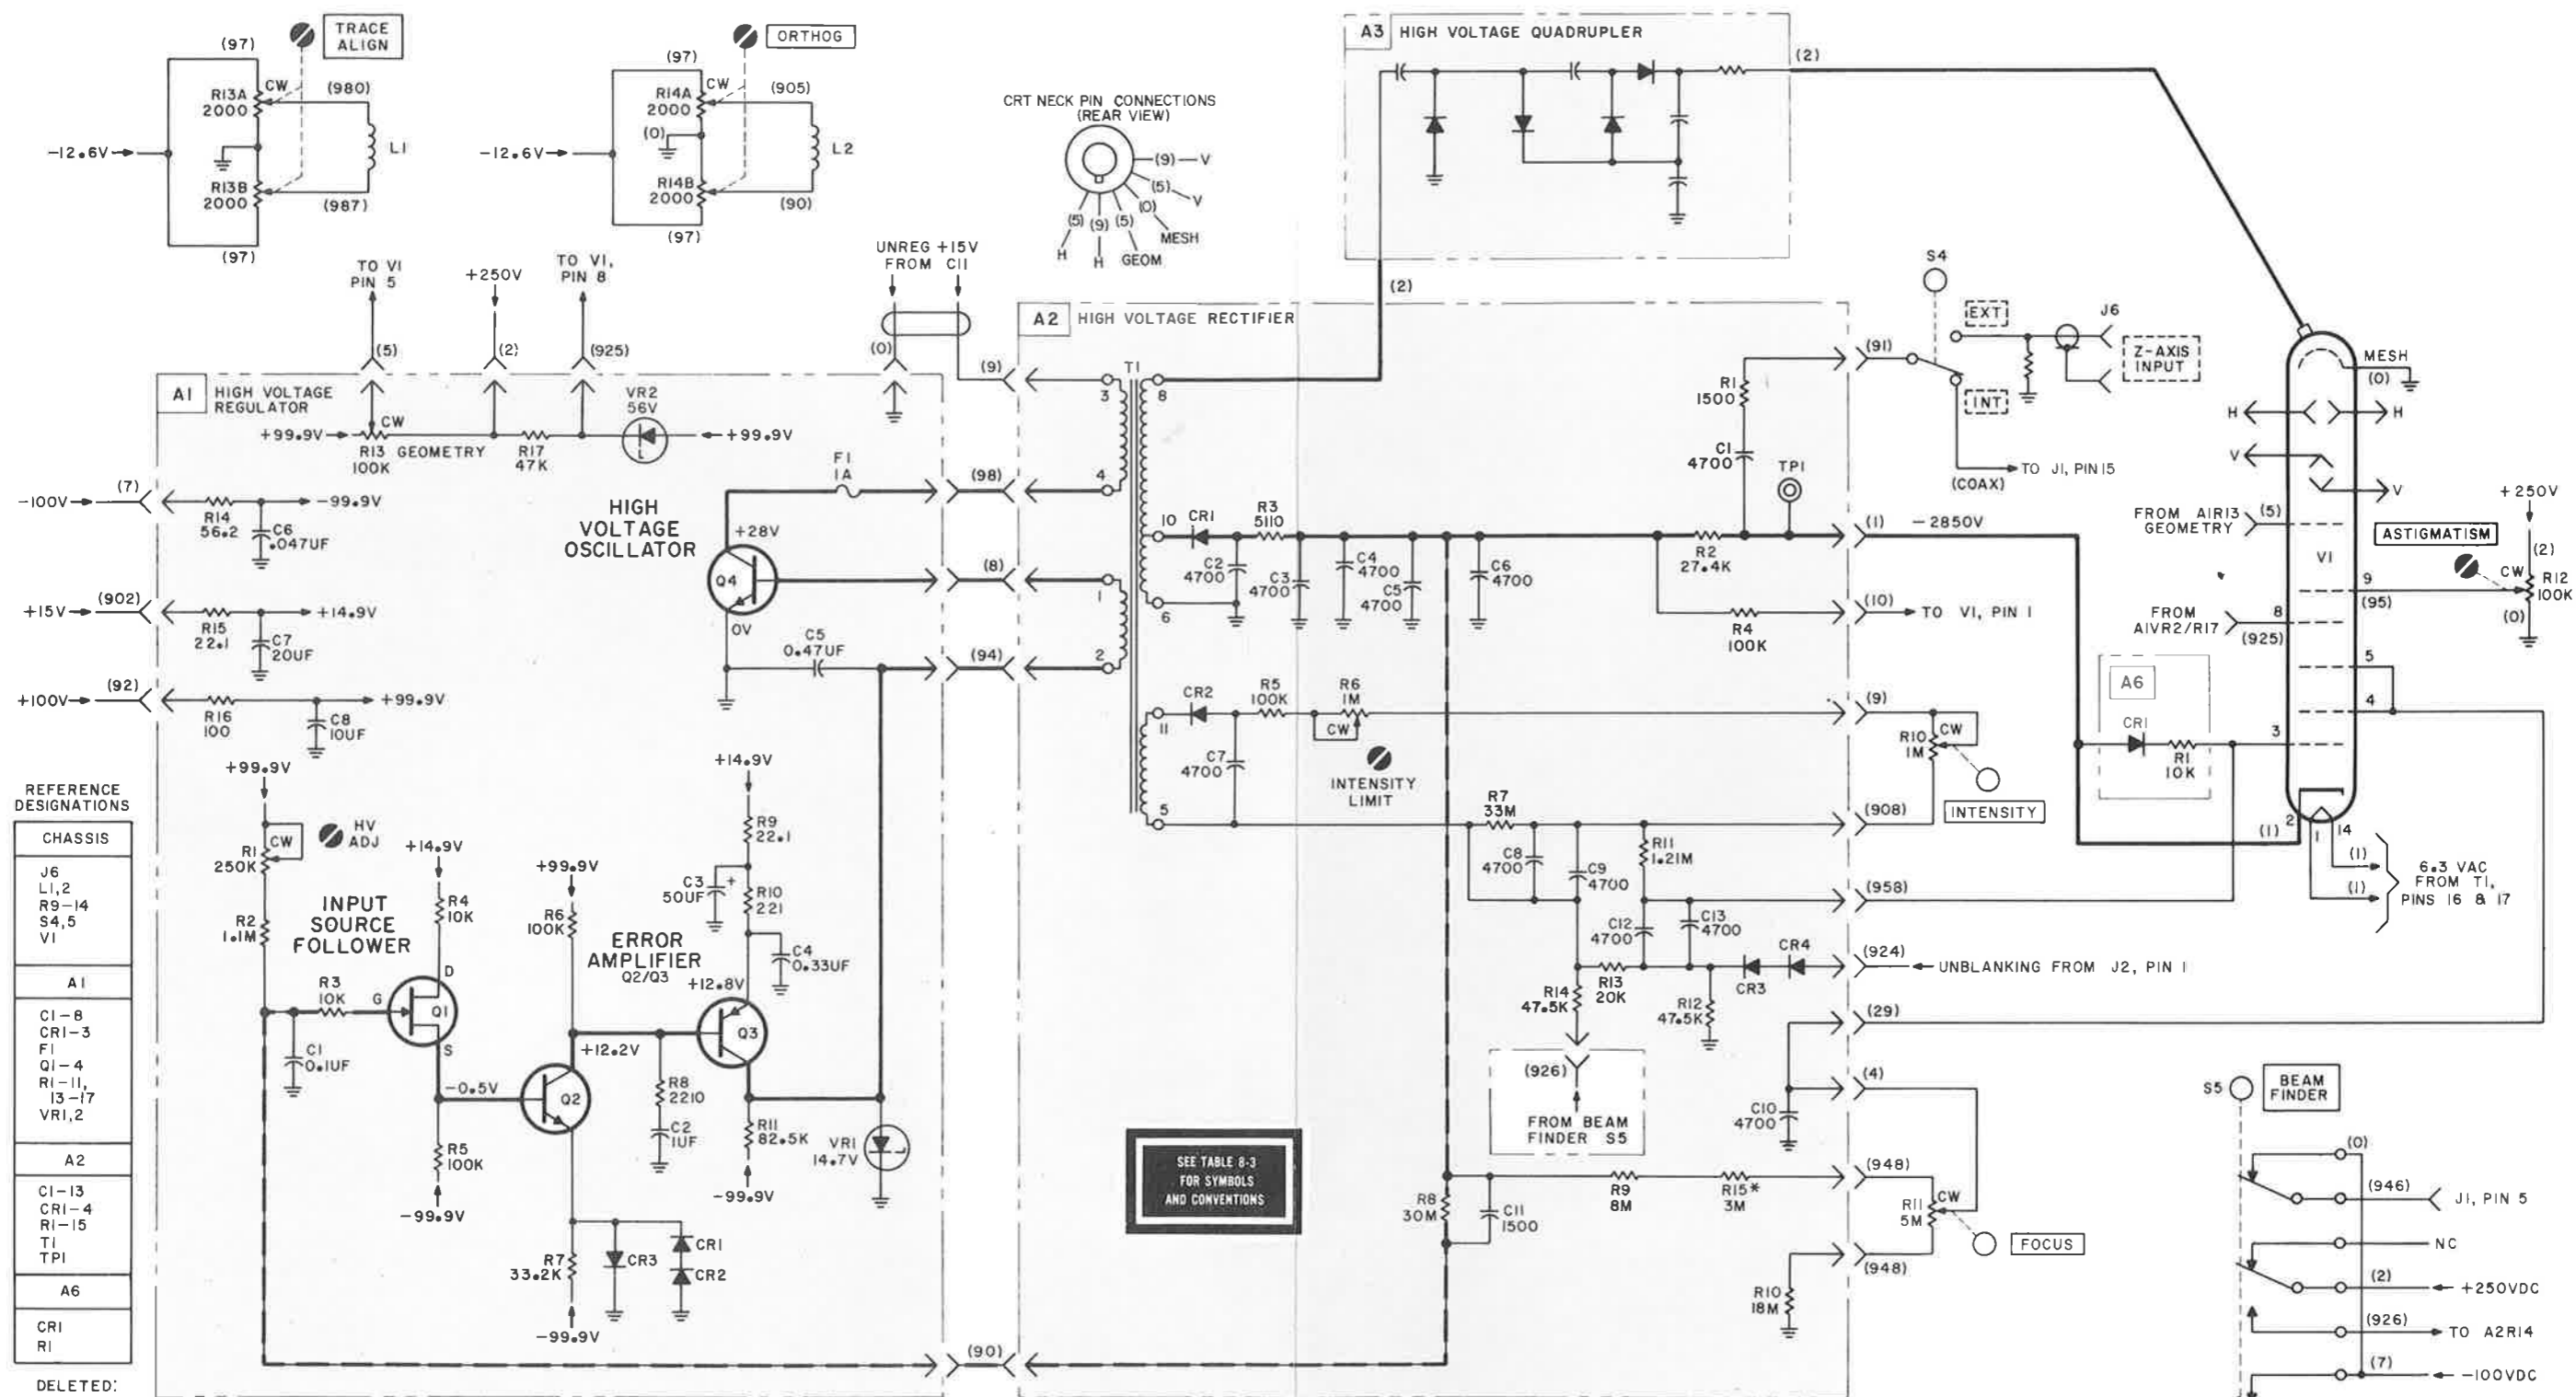 TRACE
ALIGN
(97)
CW
(980)
R13A
2000
-12.6V
L1
R13B
2000
(987)
(97)
ORTHOG
(97)
CW
(905)
R14A
2000
(0)
-12.6V
L2
R14B
2000
(90)
(97)
CRT NECK PIN CONNECTIONS
(REAR VIEW)
(9) V
(5) V
(0) MESH
(5) GEOM
(9) H
(5) H
A3 HIGH VOLTAGE QUADRUPLER
(2)
(2)
TO V1
PIN 5
+250V
TO V1,
PIN 8
UNREG +15V
FROM C11
(5)
(2)
(925)
(0)
(9)
A1 HIGH VOLTAGE
REGULATOR
VR2
56V
CW
+99.9V
R13
100K
GEOMETRY
R17
47K
+99.9V
-100V
(7)
R14
56.2
-99.9V
C6
.047UF
+15V
(902)
R15
22.1
+14.9V
C7
20UF
+100V
(92)
R16
100
+99.9V
C8
10UF
HIGH
VOLTAGE
OSCILLATOR
F1
1A
(98)
+28V
Q4
0V
(8)
C5
0.47UF
(94)
+99.9V
HV
ADJ
CW
R1
250K
R2
1.1M
INPUT
SOURCE
FOLLOWER
+14.9V
R4
10K
R3
10K
G
D
Q1
S
C1
0.1UF
-0.5V
R5
100K
-99.9V
+99.9V
R6
100K
ERROR
AMPLIFIER
Q2/Q3
Q2
+12.2V
R8
2210
C2
1UF
+14.9V
R9
22.1
C3
50UF
+
R10
221
C4
0.33UF
+12.8V
Q3
R11
82.5K
-99.9V
VR1
14.7V
R7
33.2K
-99.9V
CR3
CR1
CR2
(90)
REFERENCE
DESIGNATIONS
CHASSIS
J6
L1,2
R9-14
S4,5
V1
A1
C1-8
CR1-3
F1
Q1-4
R1-11,
13-17
VR1,2
A2
C1-13
CR1-4
R1-15
T1
TP1
A6
CR1
R1
DELETED:
A2 HIGH VOLTAGE RECTIFIER
T1
3
4
1
2
8
10
6
11
5
CR1
R3
5110
C2
4700
C3
4700
C4
4700
C5
4700
C6
4700
R1
1500
C1
4700
TP1
R2
27.4K
R4
100K
CR2
R5
100K
R6
1M
CW
INTENSITY
LIMIT
C7
4700
R7
33M
C8
4700
C9
4700
R11
1.21M
C12
4700
C13
4700
R13
20K
CR3
CR4
R14
47.5K
R12
47.5K
(926)
FROM BEAM
FINDER S5
C10
4700
R8
30M
C11
1500
R9
8M
R15*
3M
R10
18M
SEE TABLE 8-3
FOR SYMBOLS
AND CONVENTIONS
(91)
S4
EXT
INT
J6
Z-AXIS
INPUT
TO J1, PIN 15
(COAX)
(1) -2850V
(10) TO V1, PIN 1
(9)
CW
R10
1M
INTENSITY
(908)
(958)
(924) UNBLANKING FROM J2, PIN 11
(29)
(4)
(948)
CW
R11
5M
FOCUS
(948)
MESH
(0)
H
H
V
V
FROM A1R13
GEOMETRY
(5)
V1
FROM
A1VR2/R17
8
(925)
9
(95)
5
4
3
2
1
14
A6
CR1
R1
10K
(1)
(1)
(1)
6.3 VAC
FROM T1,
PINS 16 & 17
+250V
ASTIGMATISM
(2)
CW
R12
100K
(0)
S5
BEAM
FINDER
(0)
(946)
J1, PIN 5
NC
(2)
+250VDC
(926)
TO A2R14
(7)
-100VDC